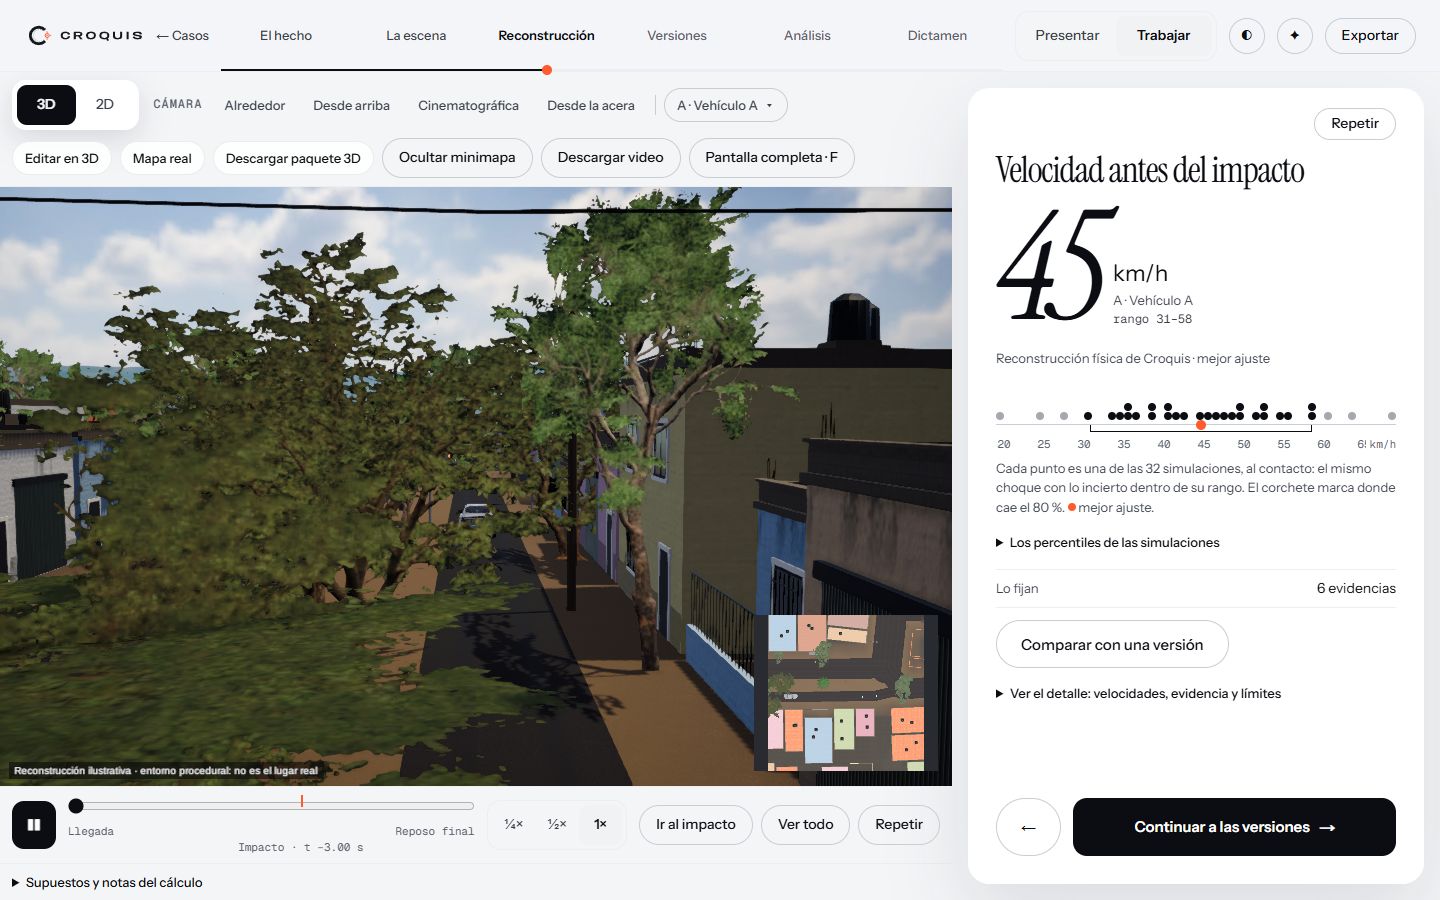 CROQUIS
← Casos
El hecho
La escena
Reconstrucción
Versiones
Análisis
Dictamen
Presentar
Trabajar
Exportar
3D
2D
CÁMARA
Alrededor
Desde arriba
Cinematográfica
Desde la acera
A · Vehículo A
Editar en 3D
Mapa real
Descargar paquete 3D
Ocultar minimapa
Descargar video
Pantalla completa · F
Reconstrucción ilustrativa - entorno procedural: no es el lugar real
Llegada
Reposo final
Impacto · t −3.00 s
¼×
½×
1×
Ir al impacto
Ver todo
Repetir
Supuestos y notas del cálculo
Repetir
Velocidad antes del impacto
45
km/h
A · Vehículo A
rango 31–58
Reconstrucción física de Croquis · mejor ajuste
20 25 30 35 40 45 50 55 60 km/h
Cada punto es una de las 32 simulaciones, al contacto: el mismo
choque con lo incierto dentro de su rango. El corchete marca donde
cae el 80 %. mejor ajuste.
Los percentiles de las simulaciones
Lo fijan
6 evidencias
Comparar con una versión
Ver el detalle: velocidades, evidencia y límites
←
Continuar a las versiones →